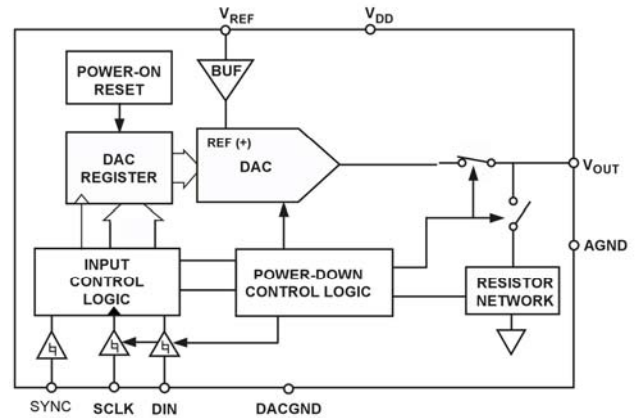 VREF
VDD
BUF
POWER-ON
RESET
REF (+)
DAC
REGISTER
DAC
VOUT
AGND
INPUT
CONTROL
LOGIC
POWER-DOWN
CONTROL LOGIC
RESISTOR
NETWORK
SYNC
SCLK
DIN
DACGND